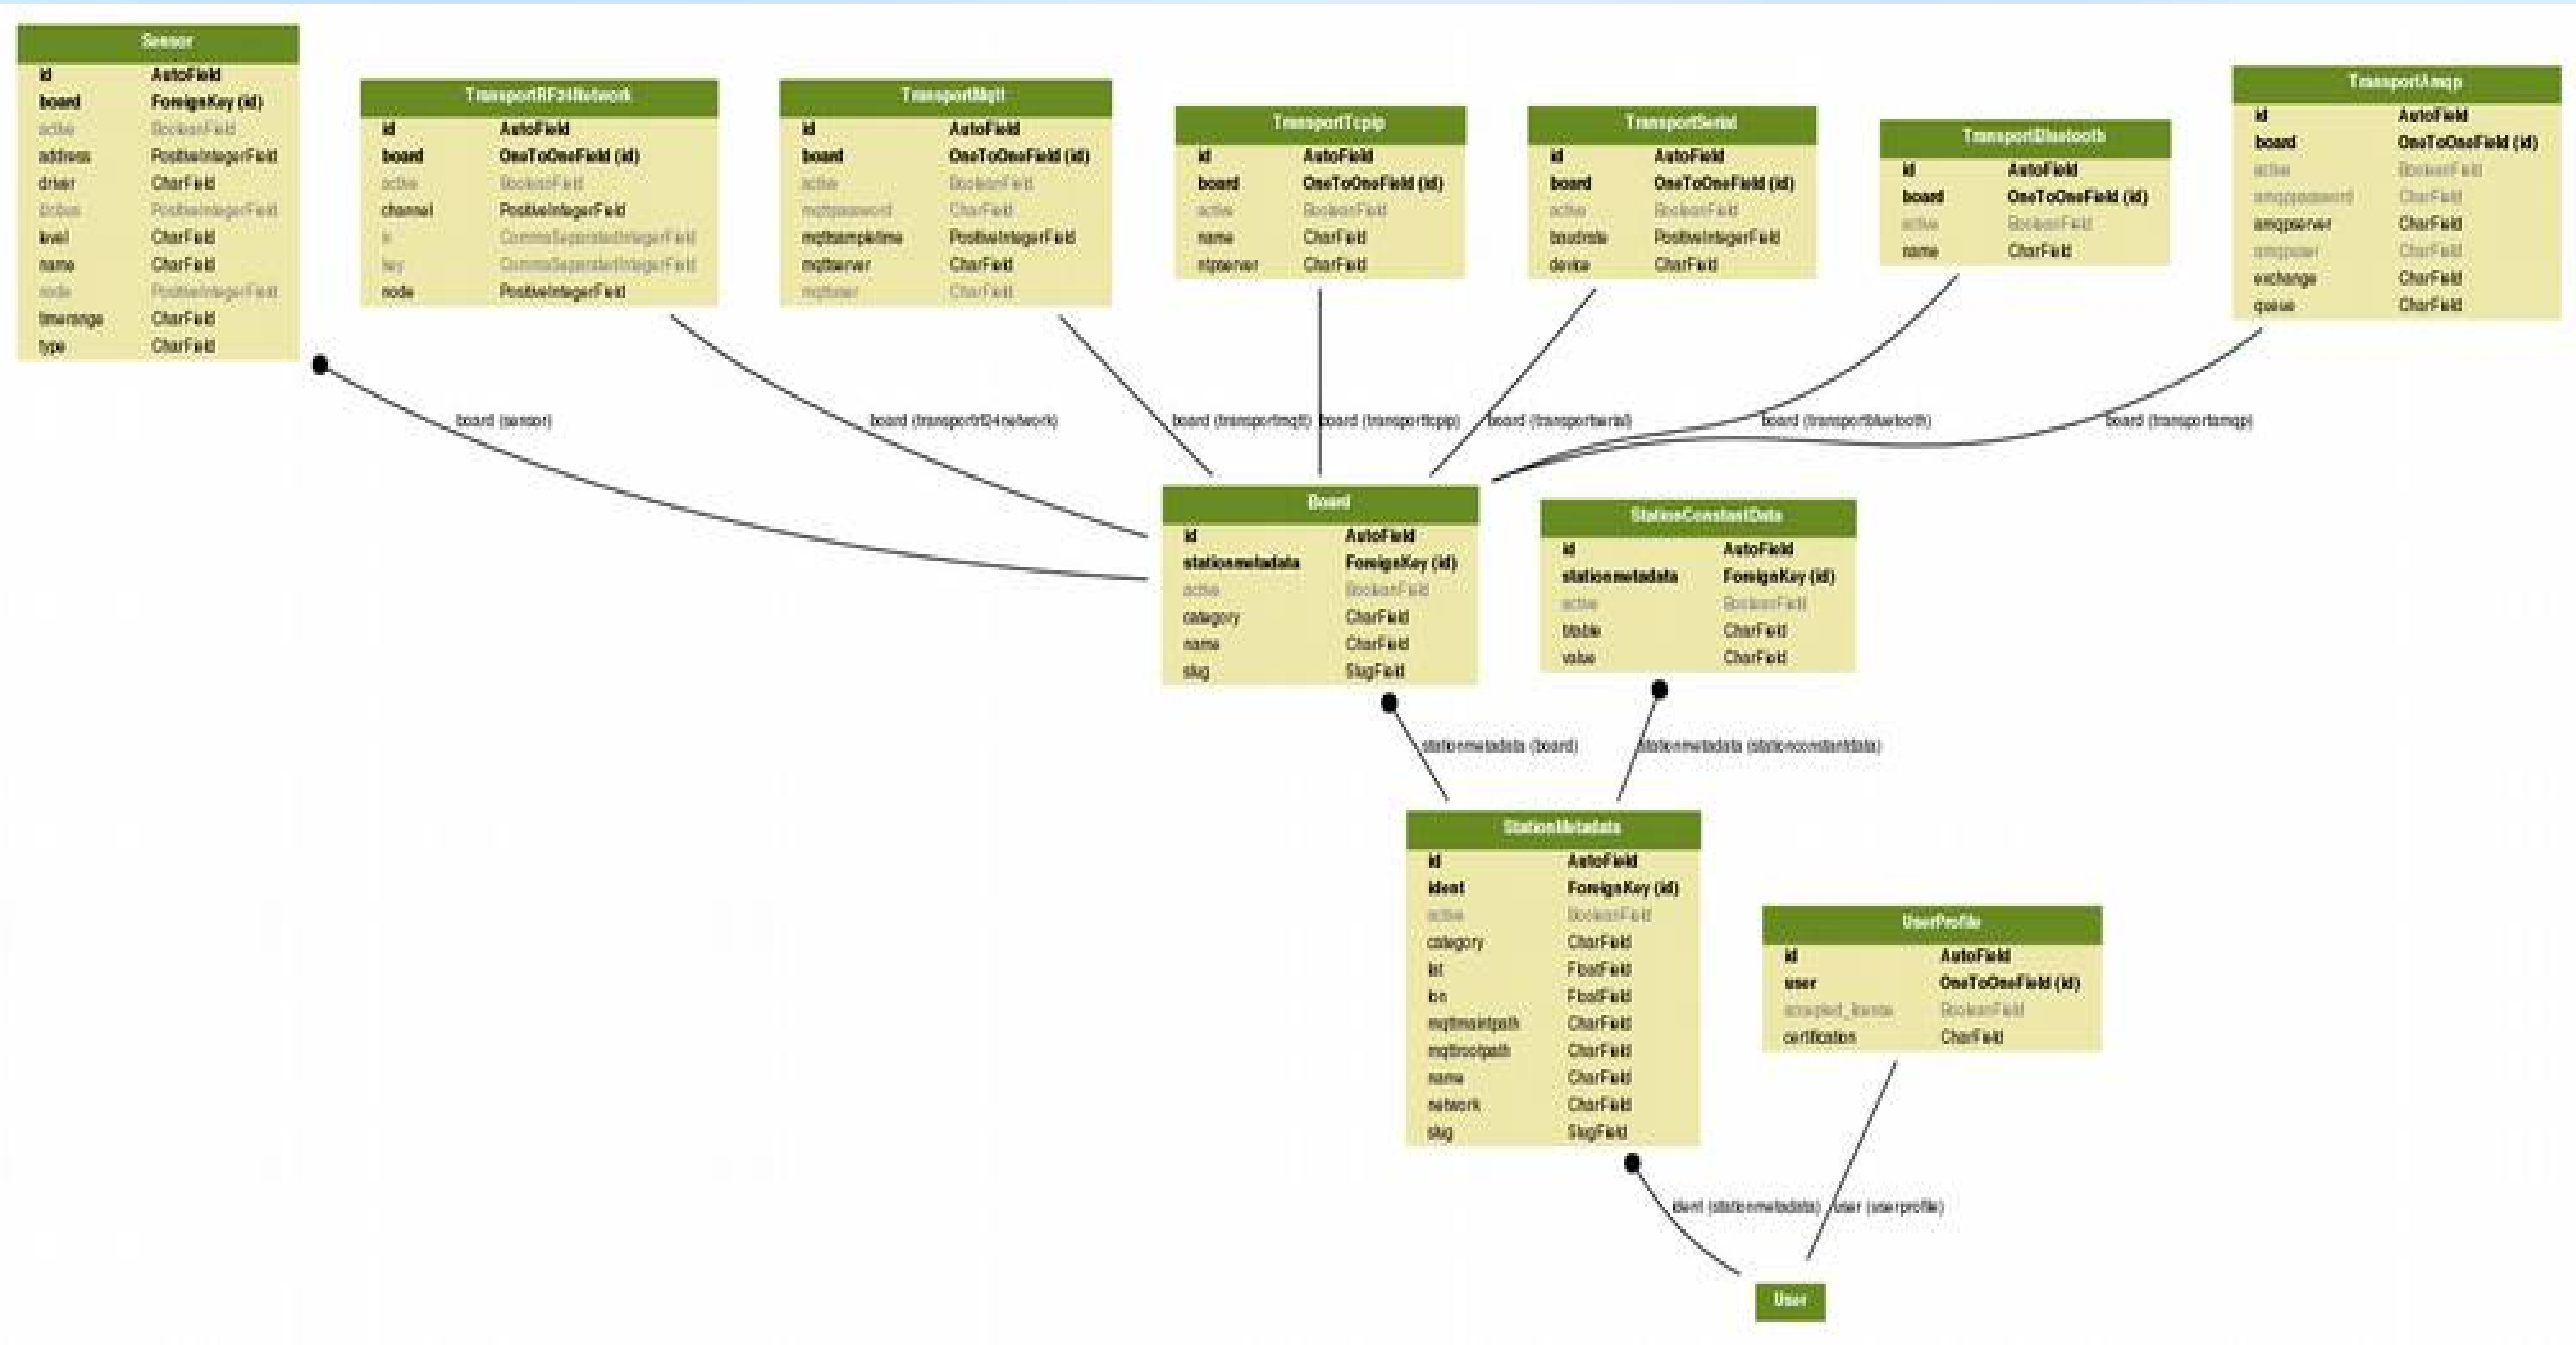 Sensor
id AutoField
board ForeignKey (id)
active BooleanField
address PositiveIntegerField
driver CharField
PositiveIntegerField
level CharField
name CharField
node PositiveIntegerField
timerange CharField
type CharField
TransportRF24Network
id AutoField
board OneToOneField (id)
active BooleanField
channel PositiveIntegerField
CommaSeparatedIntegerField
key CommaSeparatedIntegerField
node PositiveIntegerField
TransportMqtt
id AutoField
board OneToOneField (id)
active BooleanField
mqttpassword CharField
mqttsampletime PositiveIntegerField
mqttserver CharField
mqttuser CharField
TransportTcpip
id AutoField
board OneToOneField (id)
active BooleanField
name CharField
ntpserver CharField
TransportSerial
id AutoField
board OneToOneField (id)
active BooleanField
baudrate PositiveIntegerField
device CharField
TransportBluetooth
id AutoField
board OneToOneField (id)
active BooleanField
name CharField
TransportAmqp
id AutoField
board OneToOneField (id)
active BooleanField
amqppassword CharField
amqpserver CharField
amqpuser CharField
exchange CharField
queue CharField
board (sensor)
board (transportrf24network)
board (transportmqtt)
board (transporttcpip)
board (transportserial)
board (transportbluetooth)
board (transportamqp)
Board
id AutoField
stationmetadata ForeignKey (id)
active BooleanField
category CharField
name CharField
slug SlugField
StationConstantData
id AutoField
stationmetadata ForeignKey (id)
active BooleanField
btable CharField
value CharField
stationmetadata (board)
stationmetadata (stationconstantdata)
StationMetadata
id AutoField
ident ForeignKey (id)
active BooleanField
category CharField
lat FloatField
lon FloatField
mqttmaintpath CharField
mqttrootpath CharField
name CharField
network CharField
slug SlugField
UserProfile
id AutoField
user OneToOneField (id)
accepted_license BooleanField
certification CharField
ident (stationmetadata)
user (userprofile)
User